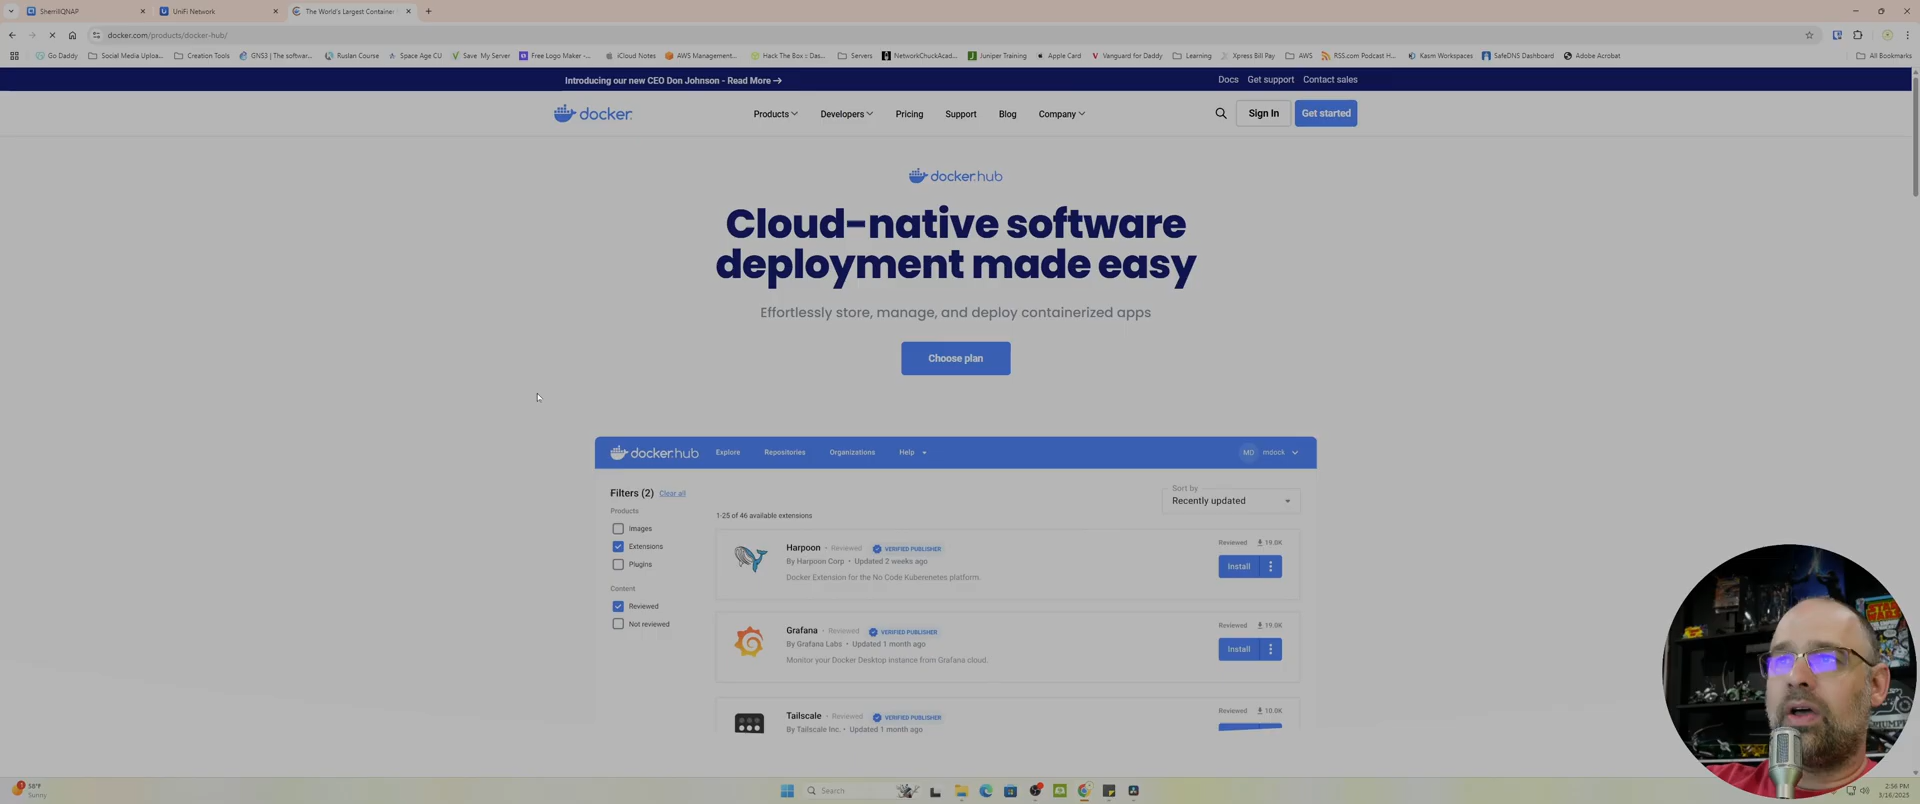 SherrillQNAP
UniFi Network
The World's Largest Container
docker.com/products/docker-hub/
Go Daddy
Social Media Uploa...
Creation Tools
GNS3 | The softwar...
Ruslan Course
Space Age CU
Save My Server
Free Logo Maker -...
iCloud Notes
AWS Management...
Hack The Box :: Das...
Servers
NetworkChuckAcad...
Juniper Training
Apple Card
Vanguard for Daddy
Learning
Xpress Bill Pay
AWS
RSS.com Podcast H...
Kasm Workspaces
SafeDNS Dashboard
Adobe Acrobat
All Bookmarks
Introducing our new CEO Don Johnson - Read More →
Docs Get support Contact sales
docker
Products Developers Pricing Support Blog Company
Sign In
Get started
docker.hub
Cloud-native software
deployment made easy
Effortlessly store, manage, and deploy containerized apps
Choose plan
docker.hub Explore Repositories Organizations Help MD mdock
Filters (2) Clear all
Products
Images
Extensions
Plugins
Content
Reviewed
Not reviewed
Sort by
Recently updated
1-25 of 46 available extensions
Harpoon • Reviewed VERIFIED PUBLISHER
By Harpoon Corp • Updated 2 weeks ago
Docker Extension for the No Code Kuberenetes platform.
Reviewed 19.0K
Install
Grafana • Reviewed VERIFIED PUBLISHER
By Grafana Labs • Updated 1 month ago
Monitor your Docker Desktop instance from Grafana cloud.
Reviewed 19.0K
Install
Tailscale • Reviewed VERIFIED PUBLISHER
By Tailscale Inc. • Updated 1 month ago
Reviewed 10.0K
58°F
Sunny
Search
2:56 PM
3/16/2025